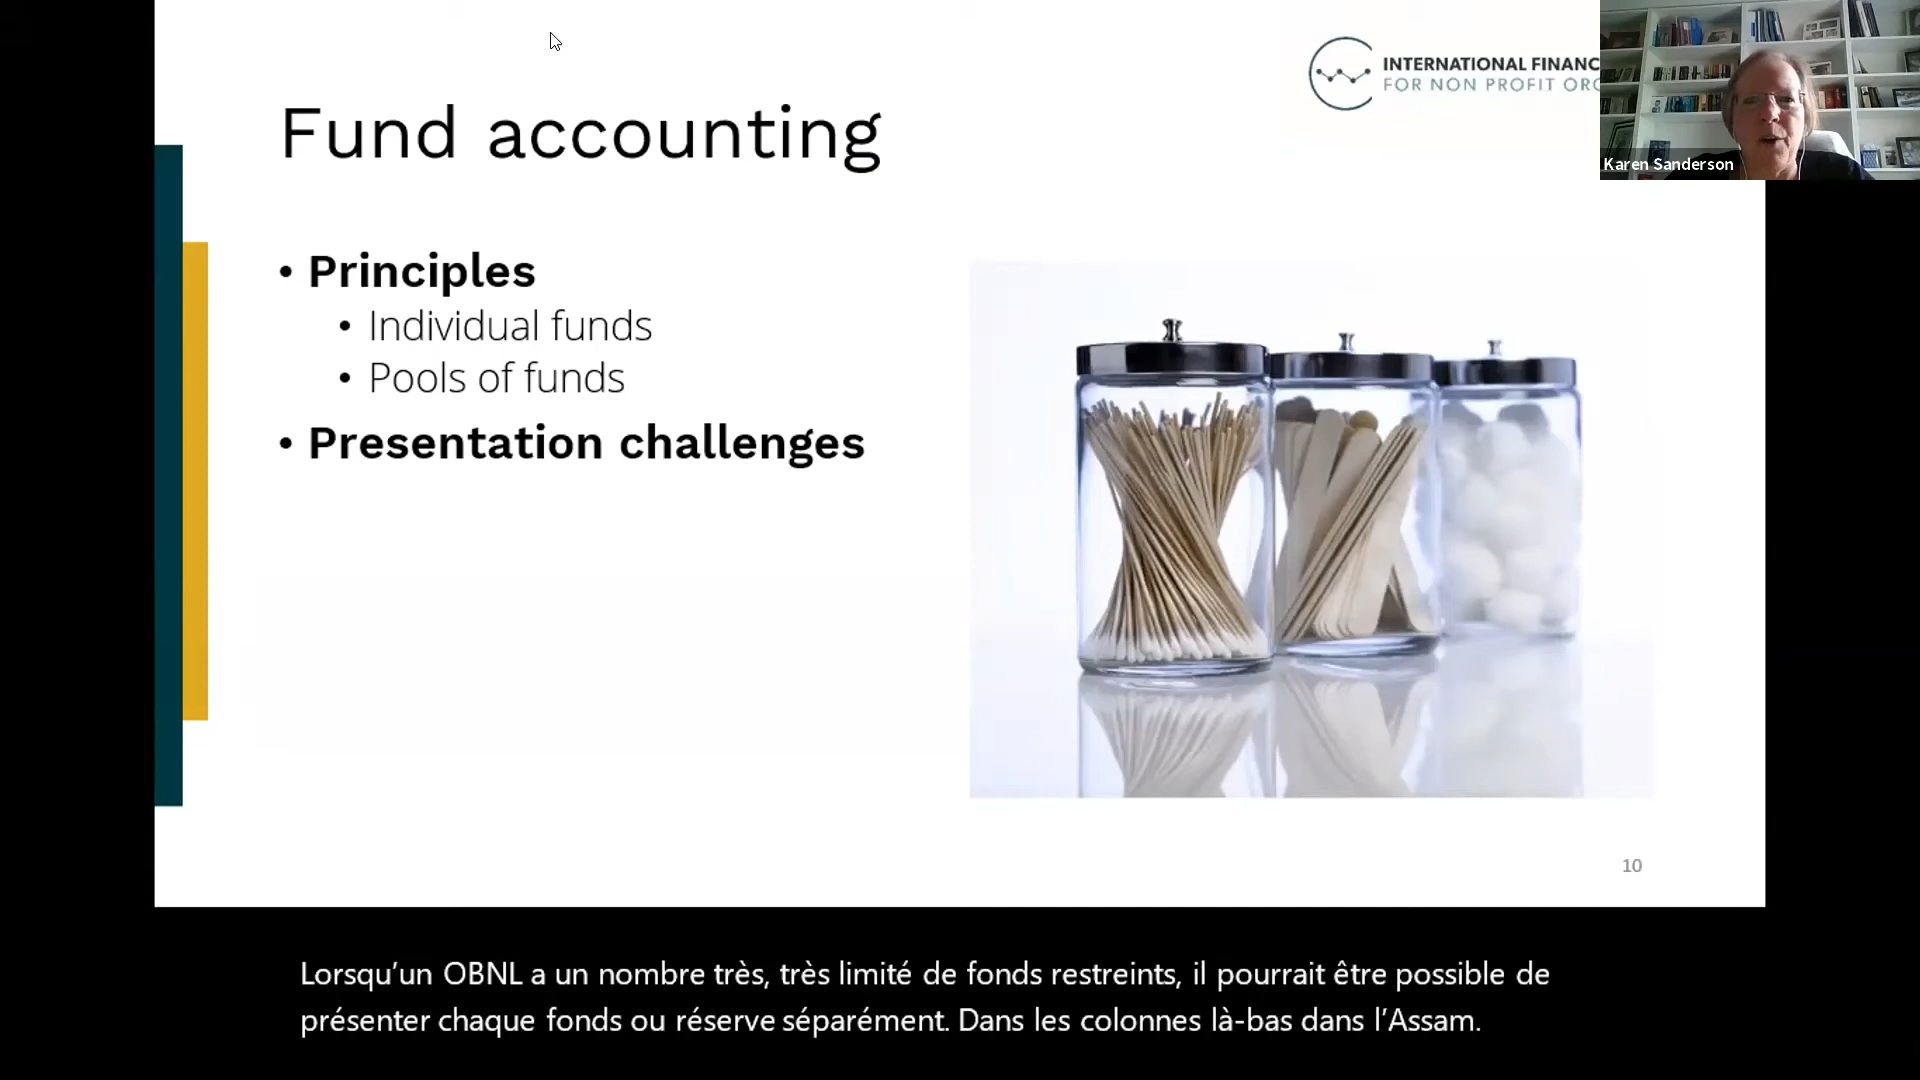 INTERNATIONAL FINANC
FOR NON PROFIT ORG
Karen Sanderson
Fund accounting
• Principles
• Individual funds
• Pools of funds
• Presentation challenges
10
Lorsqu’un OBNL a un nombre très, très limité de fonds restreints, il pourrait être possible de
présenter chaque fonds ou réserve séparément. Dans les colonnes là-bas dans l’Assam.